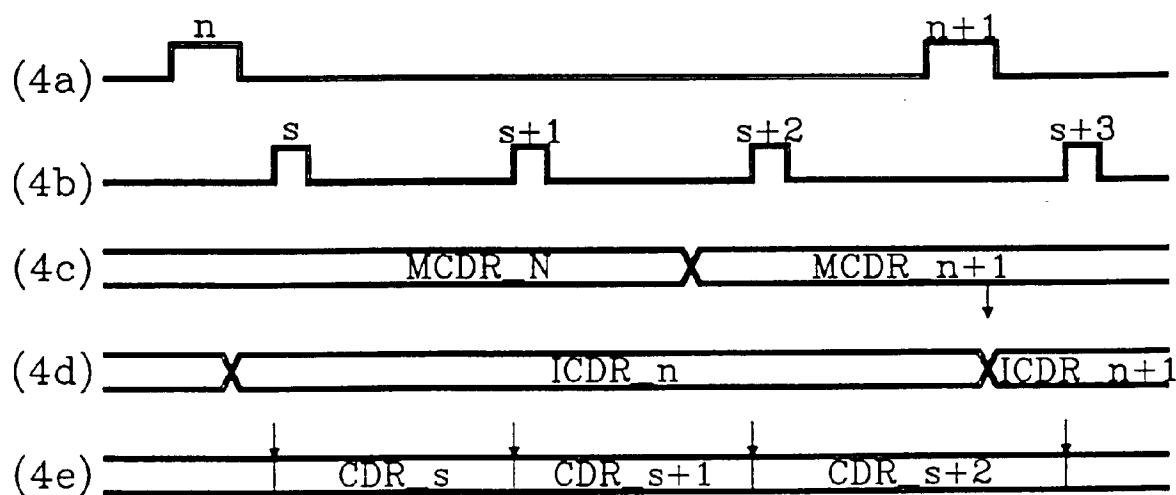 n n+1
(4a)
s s+1 s+2 s+3
(4b)
(4c) MCDR_N MCDR_n+1
(4d) ICDR_n ICDR_n+1
(4e) CDR_s CDR_s+1 CDR_s+2